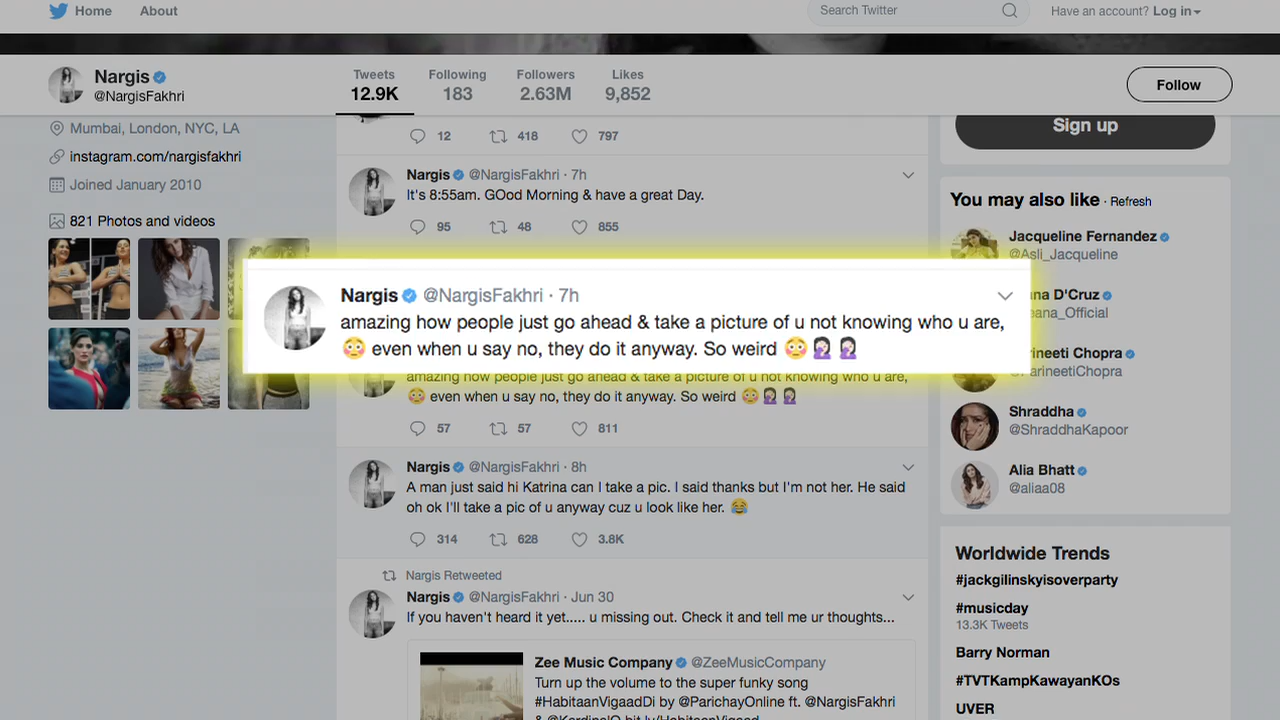 Home
About
Search Twitter
Have an account? Log in
Nargis
@NargisFakhri
Tweets
12.9K
Following
183
Followers
2.63M
Likes
9,852
Follow
Mumbai, London, NYC, LA
instagram.com/nargisfakhri
Joined January 2010
821 Photos and videos
12 418 797
Nargis @NargisFakhri · 7h
It's 8:55am. GOod Morning & have a great Day.
95 48 855
Nargis @NargisFakhri · 7h
amazing how people just go ahead & take a picture of u not knowing who u are,
😳 even when u say no, they do it anyway. So weird 😳🤦🏻‍♀️🤦🏻‍♀️
amazing how people just go ahead & take a picture of u not knowing who u are,
😳 even when u say no, they do it anyway. So weird 😳🤦🏻‍♀️🤦🏻‍♀️
57 57 811
Nargis @NargisFakhri · 8h
A man just said hi Katrina can I take a pic. I said thanks but I'm not her. He said
oh ok I'll take a pic of u anyway cuz u look like her. 😂
314 628 3.8K
Nargis Retweeted
Nargis @NargisFakhri · Jun 30
If you haven't heard it yet..... u missing out. Check it and tell me ur thoughts...
Zee Music Company @ZeeMusicCompany
Turn up the volume to the super funky song
#HabitaanVigaadDi by @ParichayOnline ft. @NargisFakhri
Sign up
You may also like · Refresh
Jacqueline Fernandez
@Asli_Jacqueline
D'Cruz
Parineeti Chopra
@ParineetiChopra
Shraddha
@ShraddhaKapoor
Alia Bhatt
@aliaa08
Worldwide Trends
#jackgilinskyisoverparty
#musicday
13.3K Tweets
Barry Norman
#TVTKampKawayanKOs
UVER